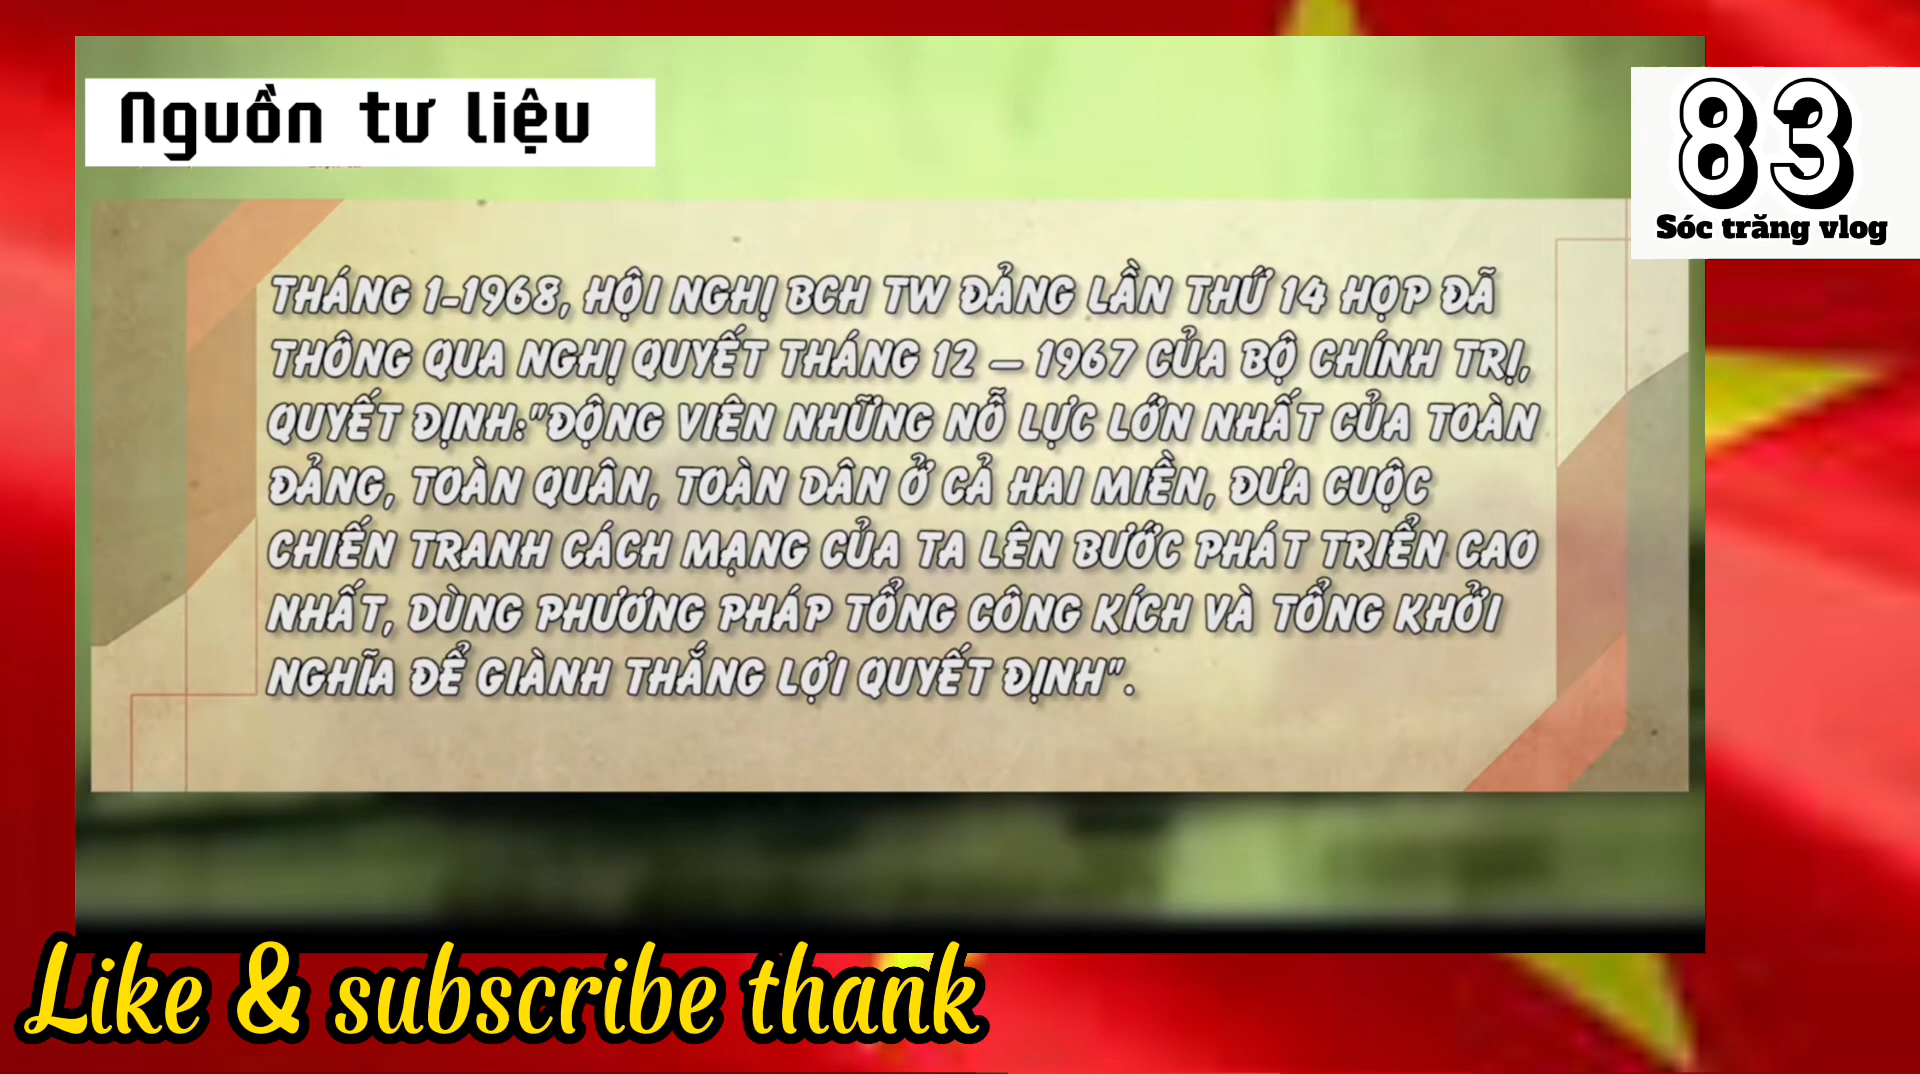 Nguồn tư liệu
83
Sóc trăng vlog
THÁNG 1-1968, HỘI NGHỊ BCH TW ĐẢNG LẦN THỨ 14 HỌP ĐÃ
THÔNG QUA NGHỊ QUYẾT THÁNG 12 – 1967 CỦA BỘ CHÍNH TRỊ,
QUYẾT ĐỊNH:"ĐỘNG VIÊN NHỮNG NỖ LỰC LỚN NHẤT CỦA TOÀN
ĐẢNG, TOÀN QUÂN, TOÀN DÂN Ở CẢ HAI MIỀN, ĐƯA CUỘC
CHIẾN TRANH CÁCH MẠNG CỦA TA LÊN BƯỚC PHÁT TRIỂN CAO
NHẤT, DÙNG PHƯƠNG PHÁP TỔNG CÔNG KÍCH VÀ TỔNG KHỞI
NGHĨA ĐỂ GIÀNH THẮNG LỢI QUYẾT ĐỊNH".
Like & subscribe thank